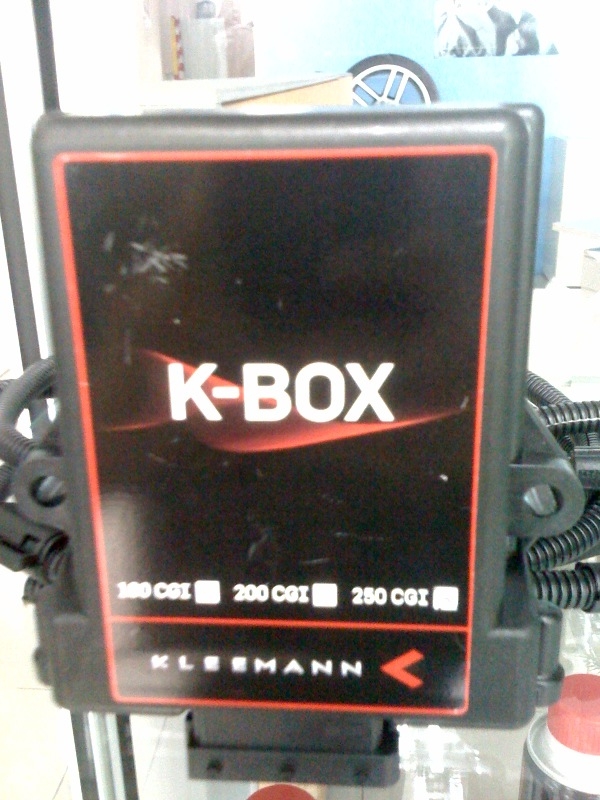 K-BOX
180 CGI 200 CGI 250 CGI
KLEEMANN